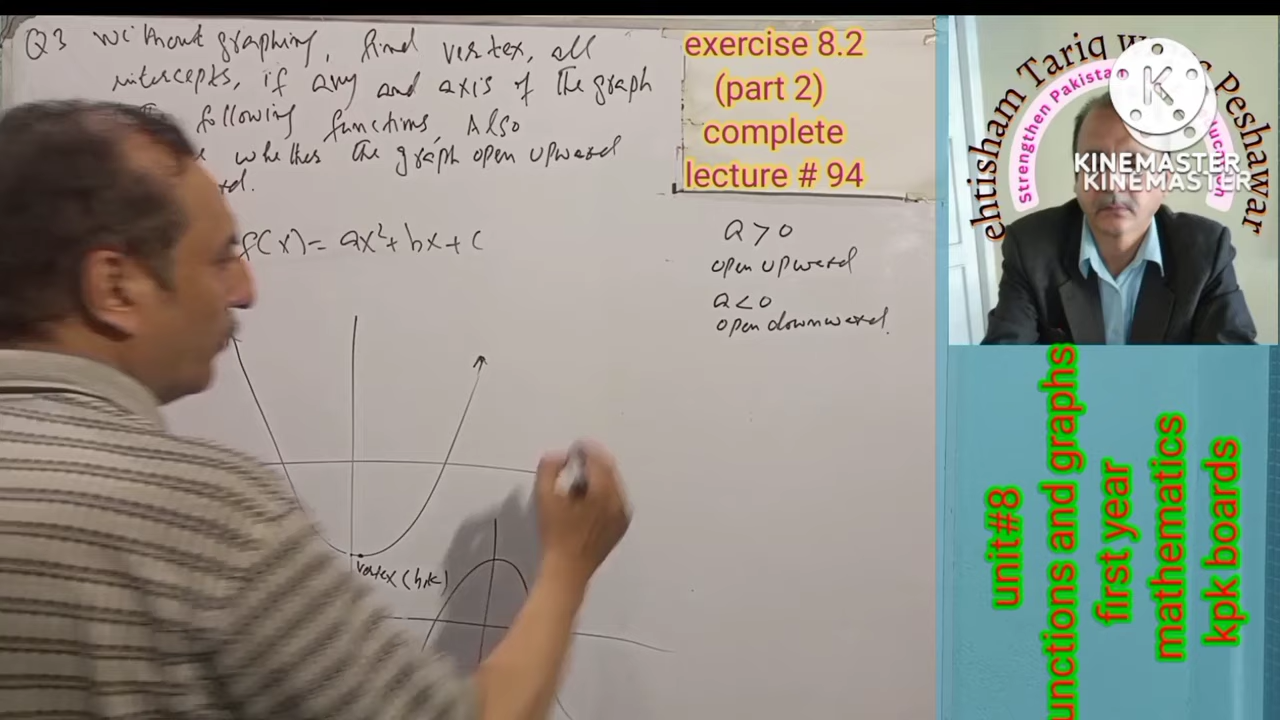 Q3 Without graphing, find vertex, all
intercepts, if any and axis of the graph
following functions, Also
whether the graph open upward
f(x) = ax²+bx+c
vertex (h,k)
a > 0
open upward
a < 0
open downward.
exercise 8.2
(part 2)
complete
lecture # 94
ehtisham Tariq
Peshawar
Strengthen Pakistan
KINEMASTER
KINEMASTER
unit#8
unctions and graphs
first year
mathematics
kpk boards